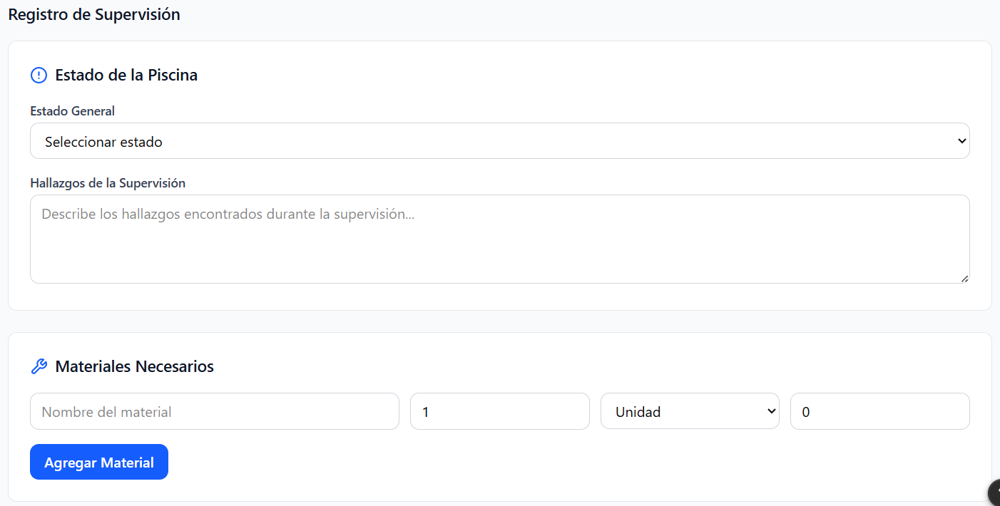 Registro de Supervisión
Estado de la Piscina
Estado General
Seleccionar estado
Hallazgos de la Supervisión
Describe los hallazgos encontrados durante la supervisión...
Materiales Necesarios
Nombre del material 1 Unidad 0
Agregar Material